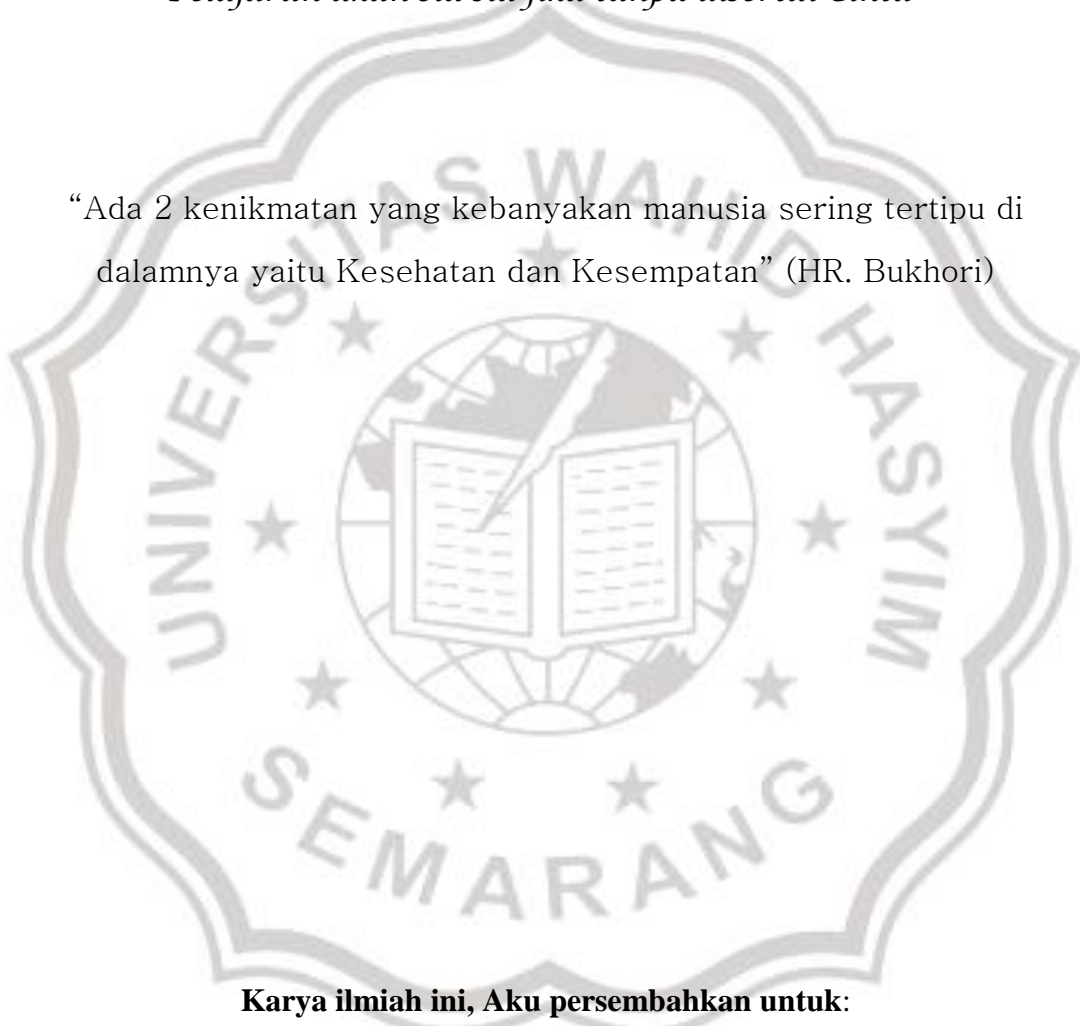 “Ada 2 kenikmatan yang kebanyakan manusia sering tertipu di
dalamnya yaitu Kesehatan dan Kesempatan” (HR. Bukhori)
UNIVERSITAS WAHID HASYIM
SEMARANG
Karya ilmiah ini, Aku persembahkan untuk: